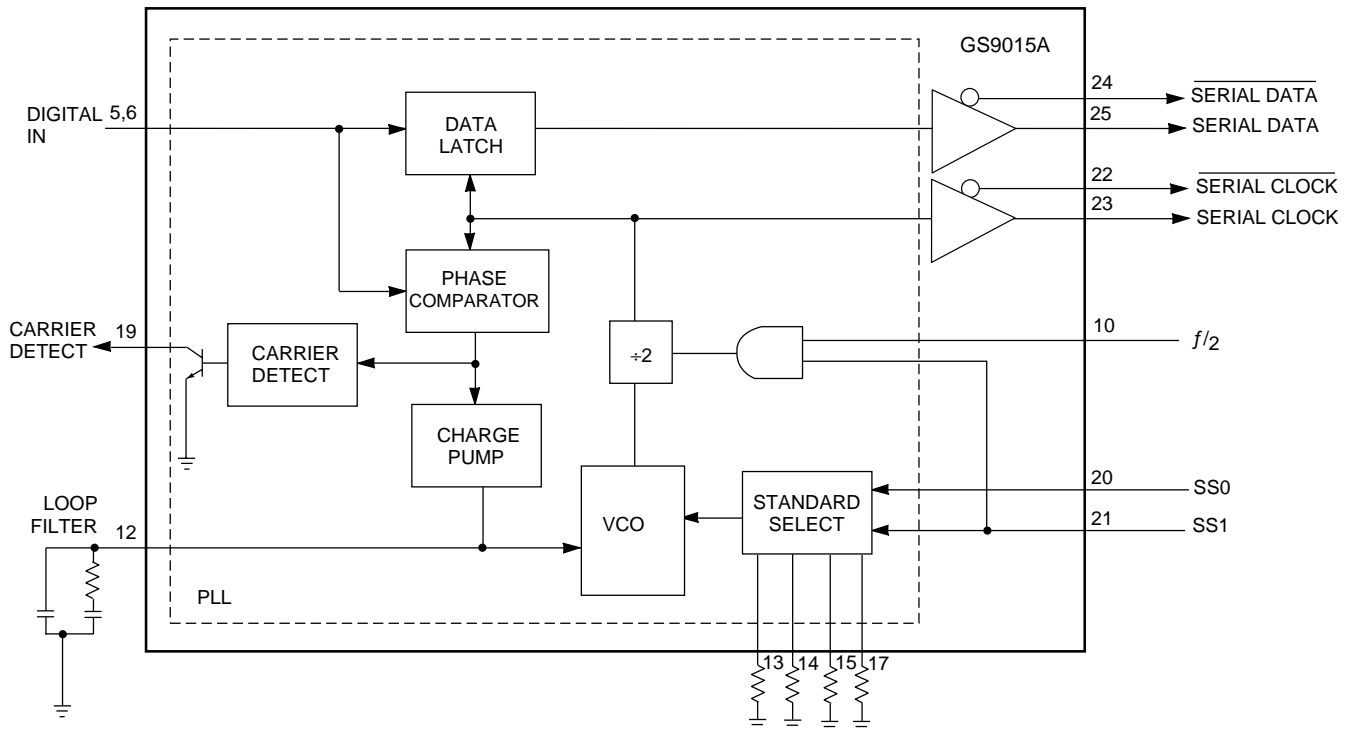 GS9015A
24
SERIAL DATA
DIGITAL 5,6
IN
DATA
LATCH
25
SERIAL DATA
22
SERIAL CLOCK
23
SERIAL CLOCK
PHASE
COMPARATOR
CARRIER 19
DETECT
CARRIER
DETECT
÷2
10
ƒ/2
CHARGE
PUMP
LOOP
FILTER
12
VCO
STANDARD
SELECT
20
SS0
21
SS1
PLL
13 14 15 17